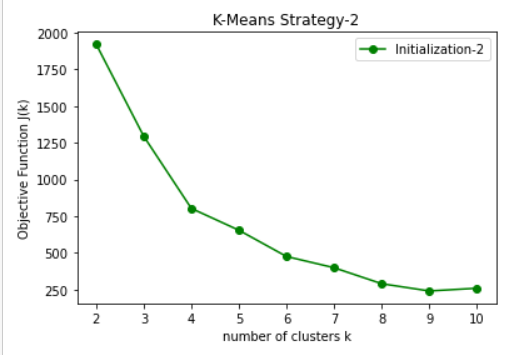 K-Means Strategy-2
Initialization-2
Objective Function J(k)
2000
1750
1500
1250
1000
750
500
250
2 3 4 5 6 7 8 9 10
number of clusters k